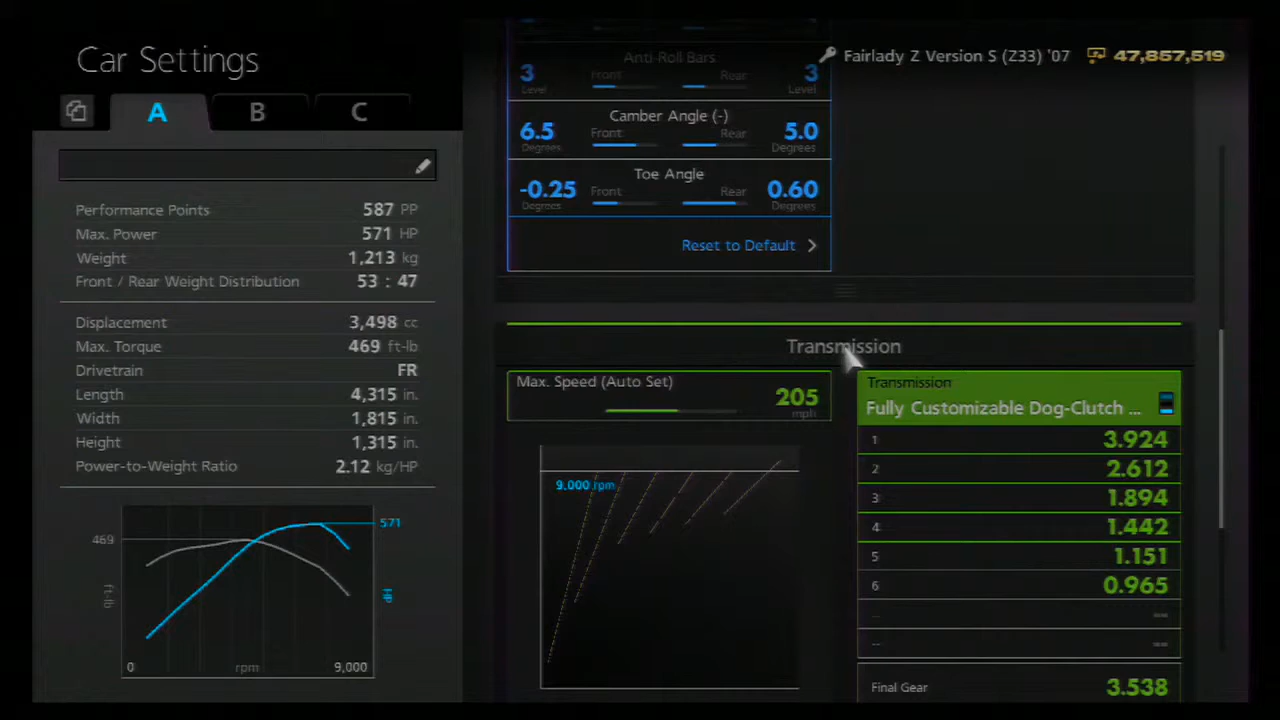 Car Settings
Fairlady Z Version S (Z33) '07
47,857,519
A B C
Performance Points 587 PP
Max. Power 571 HP
Weight 1,213 kg
Front / Rear Weight Distribution 53 : 47
Displacement 3,498 cc
Max. Torque 469 ft-lb
Drivetrain FR
Length 4,315 in.
Width 1,815 in.
Height 1,315 in.
Power-to-Weight Ratio 2.12 kg/HP
571
469
ft-lb
HP
0 rpm 9,000
Anti-Roll Bars
3 Front Rear 3
Level Level
Camber Angle (-)
6.5 Front Rear 5.0
Degrees Degrees
Toe Angle
-0.25 Front Rear 0.60
Degrees Degrees
Reset to Default
Transmission
Max. Speed (Auto Set)
205
mph
9,000 rpm
Transmission
Fully Customizable Dog-Clutch ...
1 3.924
2 2.612
3 1.894
4 1.442
5 1.151
6 0.965
-- --
-- --
Final Gear 3.538